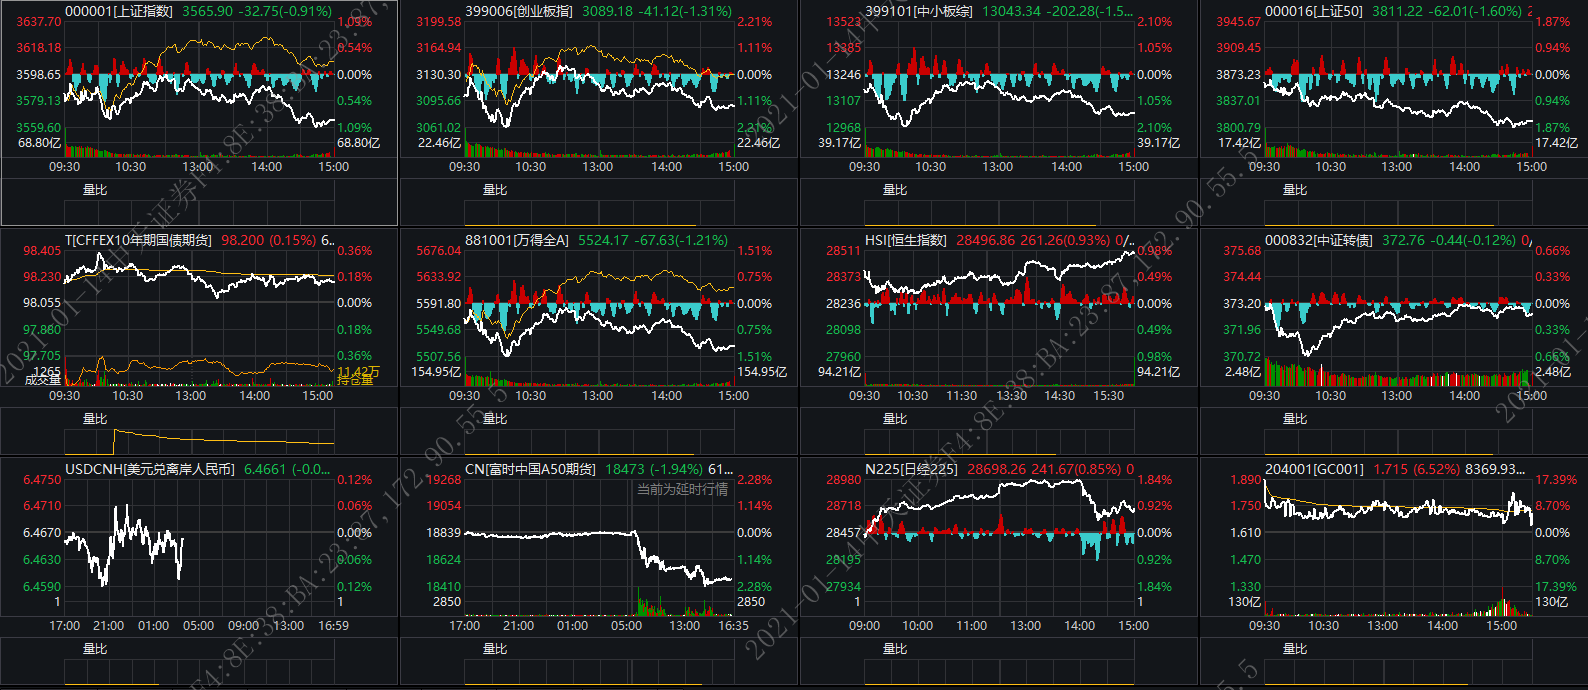 000001[上证指数] 3565.90 -32.75(-0.91%)
3637.70 1.09%
3618.18 0.54%
3598.65 0.00%
3579.13 0.54%
3559.60 1.09%
68.80亿 68.80亿
09:30 10:30 13:00 14:00 15:00
量比
399006[创业板指] 3089.18 -41.12(-1.31%)
3199.58 2.21%
3164.94 1.11%
3130.30 0.00%
3095.66 1.11%
3061.02 2.21%
22.46亿 22.46亿
09:30 10:30 13:00 14:00 15:00
量比
399101[中小板综] 13043.34 -202.28(-1.5...
13523 2.10%
13385 1.05%
13246 0.00%
13107 1.05%
12968 2.10%
39.17亿 39.17亿
09:30 10:30 13:00 14:00 15:00
量比
000016[上证50] 3811.22 -62.01(-1.60%) 2
3945.67 1.87%
3909.45 0.94%
3873.23 0.00%
3837.01 0.94%
3800.79 1.87%
17.42亿 17.42亿
09:30 10:30 13:00 14:00 15:00
量比
T[CFFEX10年期国债期货] 98.200 (0.15%) 6..
98.405 0.36%
98.230 0.18%
98.055 0.00%
97.880 0.18%
97.705 0.36%
1265 11.42万
成交量 持仓量
09:30 10:30 13:00 14:00 15:00
量比
881001[万得全A] 5524.17 -67.63(-1.21%)
5676.04 1.51%
5633.92 0.75%
5591.80 0.00%
5549.68 0.75%
5507.56 1.51%
154.95亿 154.95亿
09:30 10:30 13:00 14:00 15:00
量比
HSI[恒生指数] 28496.86 261.26(0.93%) 0/..
28511 0.98%
28373 0.49%
28236 0.00%
28098 0.49%
27960 0.98%
94.21亿 94.21亿
09:30 10:30 11:30 13:30 14:30 15:30
量比
000832[中证转债] 372.76 -0.44(-0.12%) 0/
375.68 0.66%
374.44 0.33%
373.20 0.00%
371.96 0.33%
370.72 0.66%
2.48亿 2.48亿
09:30 10:30 13:00 14:00 15:00
量比
USDCNH[美元兑离岸人民币] 6.4661 (-0.0...
6.4750 0.12%
6.4710 0.06%
6.4670 0.00%
6.4630 0.06%
6.4590 0.12%
1 1
17:00 21:00 01:00 05:00 09:00 13:00 16:59
量比
CN[富时中国A50期货] 18473 (-1.94%) 61...
当前为延时行情
19268 2.28%
19054 1.14%
18839 0.00%
18624 1.14%
18410 2.28%
2850 2850
17:00 21:00 01:00 05:00 13:00 16:35
量比
N225[日经225] 28698.26 241.67(0.85%) 0
28980 1.84%
28718 0.92%
28457 0.00%
28195 0.92%
27934 1.84%
1 1
09:00 10:00 11:00 13:00 14:00 15:00
量比
204001[GC001] 1.715 (6.52%) 8369.93...
1.890 17.39%
1.750 8.70%
1.610 0.00%
1.470 8.70%
1.330 17.39%
130亿 130亿
09:30 10:30 13:00 14:00 15:00
量比